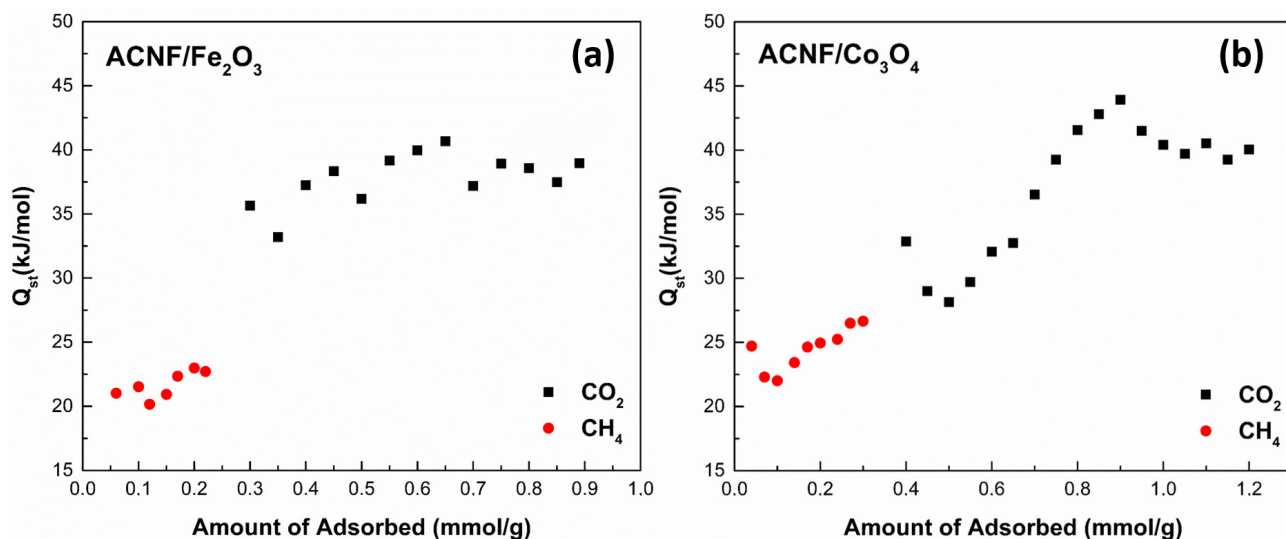 ACNF/Fe₂O₃
(a)
50
45
40
35
30
25
20
15
Qst(kJ/mol)
CO₂
CH₄
0.0 0.1 0.2 0.3 0.4 0.5 0.6 0.7 0.8 0.9 1.0
Amount of Adsorbed (mmol/g)
ACNF/Co₃O₄
(b)
50
45
40
35
30
25
20
15
Qst(kJ/mol)
CO₂
CH₄
0.0 0.2 0.4 0.6 0.8 1.0 1.2
Amount of Adsorbed (mmol/g)